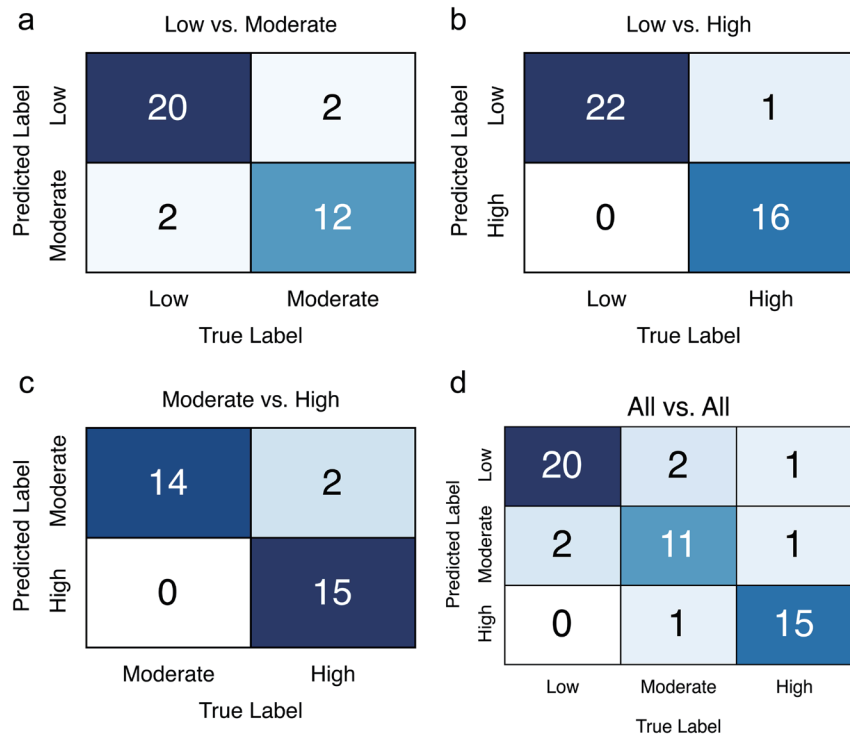 a
Low vs. Moderate
Predicted Label
Low
Moderate
20 2
2 12
Low Moderate
True Label
b
Low vs. High
Predicted Label
Low
High
22 1
0 16
Low High
True Label
c
Moderate vs. High
Predicted Label
Moderate
High
14 2
0 15
Moderate High
True Label
d
All vs. All
Predicted Label
Low
Moderate
High
20 2 1
2 11 1
0 1 15
Low Moderate High
True Label